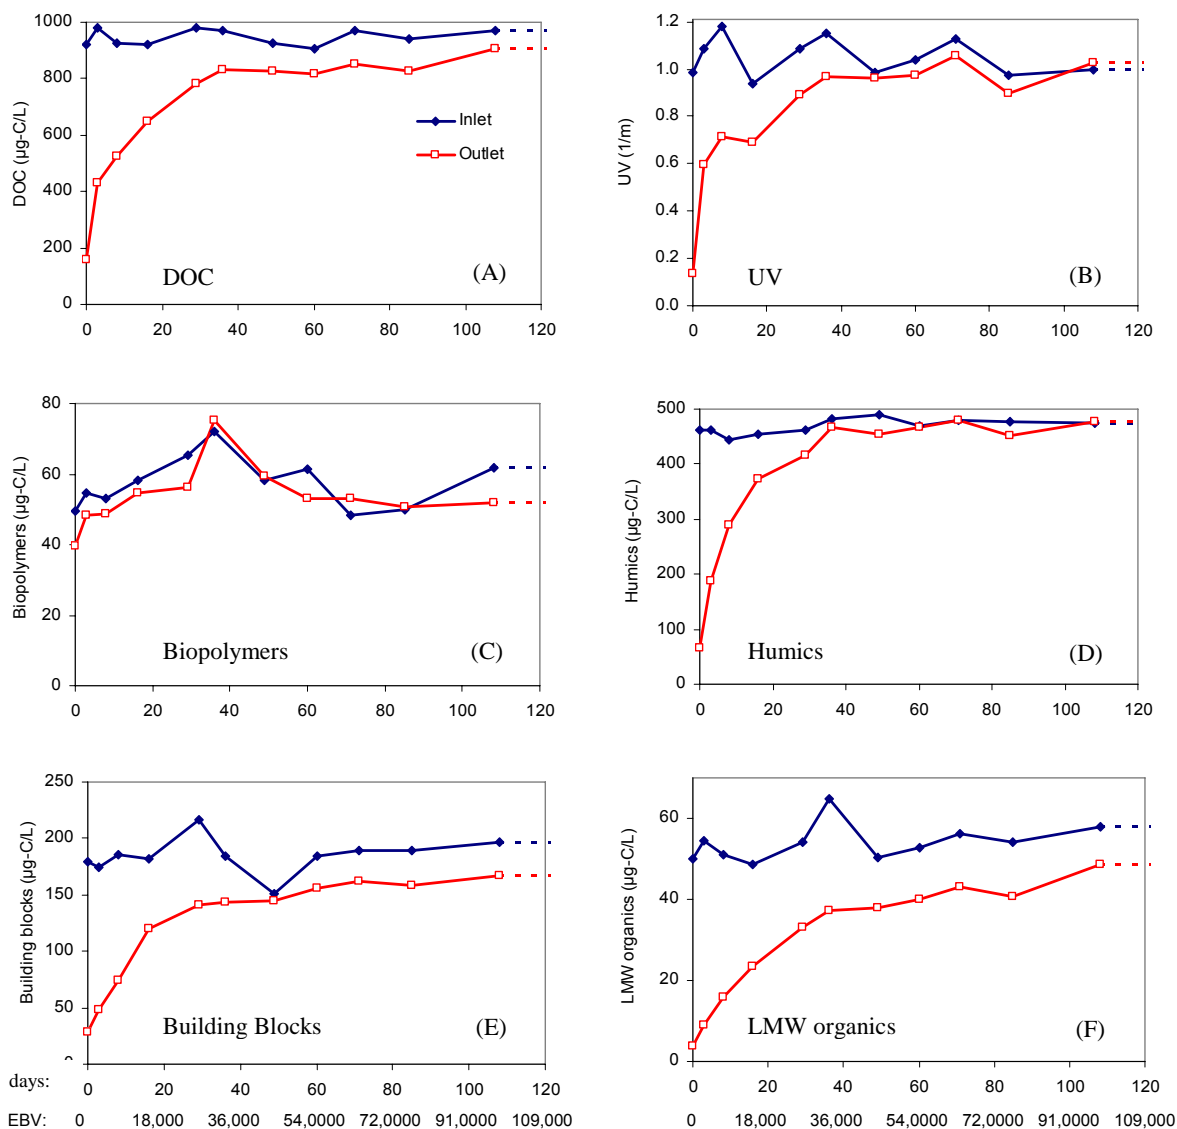 1000
800
600
400
200
0
DOC (µg-C/L)
Inlet
Outlet
DOC
(A)
0 20 40 60 80 100 120
1.2
1.0
0.8
0.6
0.4
0.2
0.0
UV (1/m)
UV
(B)
0 20 40 60 80 100 120
80
60
40
20
0
Biopolymers (µg-C/L)
Biopolymers
(C)
0 20 40 60 80 100 120
500
400
300
200
100
0
Humics (µg-C/L)
Humics
(D)
0 20 40 60 80 100 120
250
200
150
100
50
Building blocks (µg-C/L)
Building Blocks
(E)
0 20 40 60 80 100 120
60
40
20
0
LMW organics (µg-C/L)
LMW organics
(F)
0 20 40 60 80 100 120
days:
EBV: 0 18,000 36,000 54,0000 72,0000 91,0000 109,000
0 18,000 36,000 54,0000 72,0000 91,0000 109,000